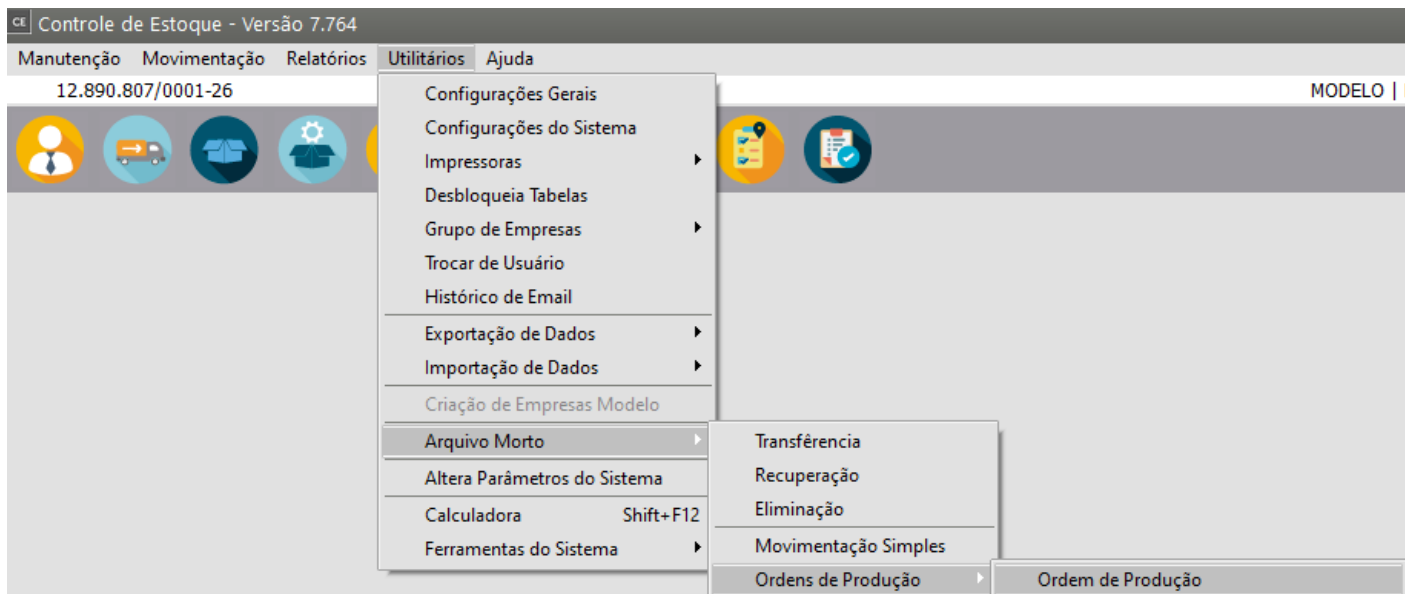 CE Controle de Estoque - Versão 7.764
Manutenção Movimentação Relatórios Utilitários Ajuda
12.890.807/0001-26 MODELO |
Configurações Gerais
Configurações do Sistema
Impressoras
Desbloqueia Tabelas
Grupo de Empresas
Trocar de Usuário
Histórico de Email
Exportação de Dados
Importação de Dados
Criação de Empresas Modelo
Arquivo Morto Transfêrencia
Recuperação
Altera Parâmetros do Sistema
Eliminação
Calculadora Shift+F12
Movimentação Simples
Ferramentas do Sistema
Ordens de Produção Ordem de Produção